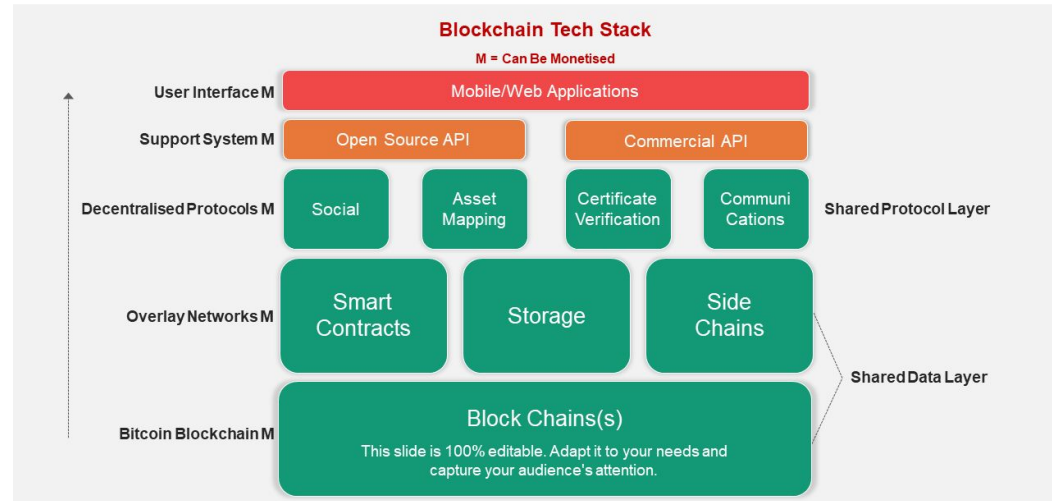 Blockchain Tech Stack
M = Can Be Monetised
User Interface M
Mobile/Web Applications
Support System M
Open Source API
Commercial API
Decentralised Protocols M
Social
Asset
Mapping
Certificate
Verification
Communi
Cations
Shared Protocol Layer
Overlay Networks M
Smart
Contracts
Storage
Side
Chains
Shared Data Layer
Bitcoin Blockchain M
Block Chains(s)
This slide is 100% editable. Adapt it to your needs and
capture your audience's attention.